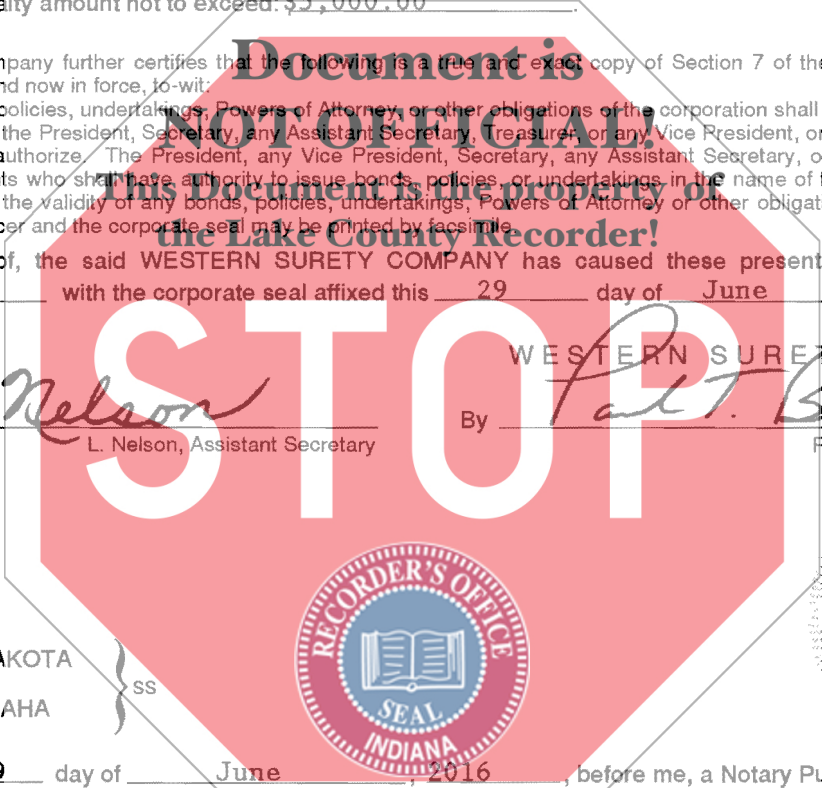 alty amount not to exceed: $5,000.00
Document is
mpany further certifies that the following is a true and exact copy of Section 7 of the
nd now in force, to-wit:
policies, undertakings, Powers of Attorney, or other obligations of the corporation shall
NOT OFFICIAL!
the President, Secretary, any Assistant Secretary, Treasurer, or any Vice President, or
authorize. The President, any Vice President, Secretary, any Assistant Secretary, o
ts who shall have authority to issue bonds, policies, or undertakings in the name of t
This Document is the property of
the validity of any bonds, policies, undertakings, Powers of Attorney or other obligat
cer and the corporate seal may be printed by facsimile.
the Lake County Recorder!
of, the said WESTERN SURETY COMPANY has caused these present
with the corporate seal affixed this 29 day of June
STOP
WESTERN SURET
Nelson
By Paul T. B
L. Nelson, Assistant Secretary
P
RECORDER'S OFFICE
SEAL
INDIANA
AKOTA
ss
AHA
9 day of June, 2016, before me, a Notary Pu